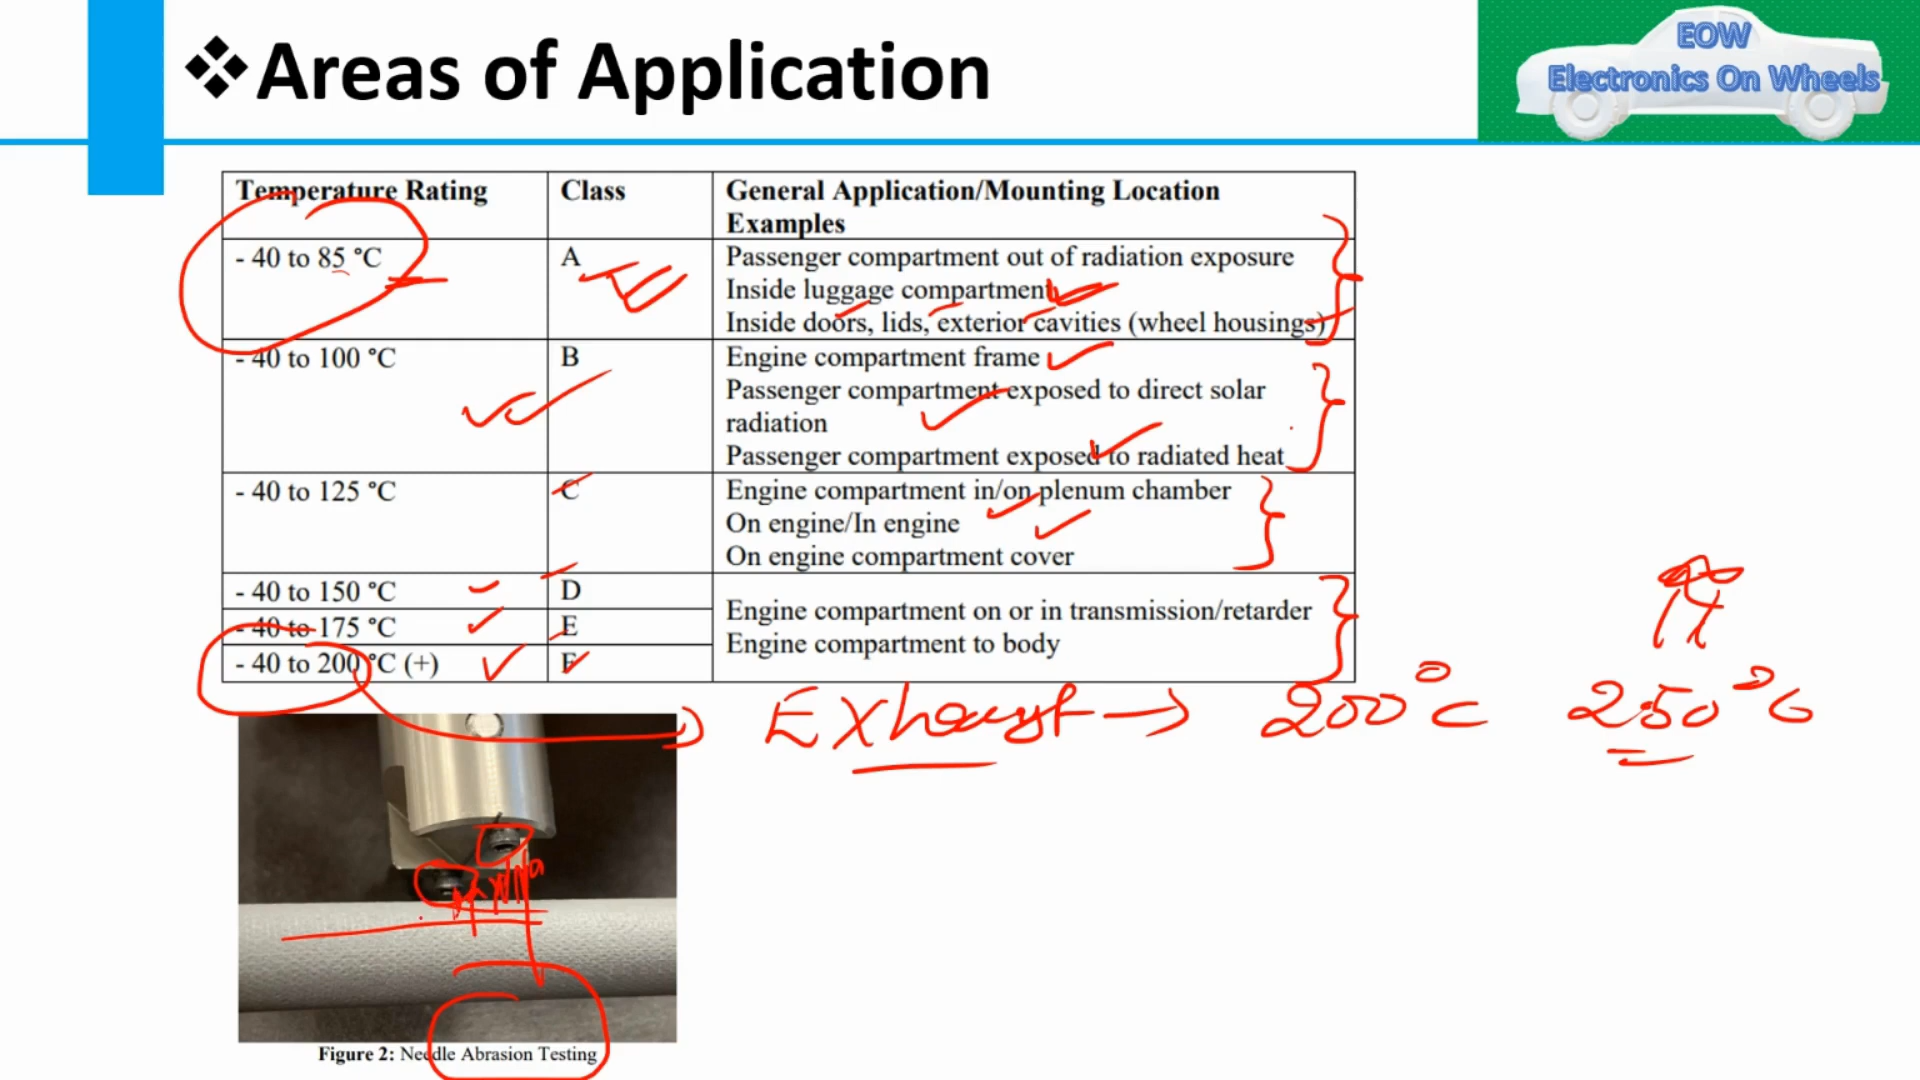 ❖Areas of Application
EOW
Electronics On Wheels
Temperature Rating
Class
General Application/Mounting Location
Examples
- 40 to 85 °C
A
Passenger compartment out of radiation exposure
Inside luggage compartment
Inside doors, lids, exterior cavities (wheel housings)
- 40 to 100 °C
B
Engine compartment frame
Passenger compartment exposed to direct solar
radiation
Passenger compartment exposed to radiated heat
- 40 to 125 °C
C
Engine compartment in/on plenum chamber
On engine/In engine
On engine compartment cover
- 40 to 150 °C
D
- 40 to 175 °C
E
- 40 to 200 °C (+)
F
Engine compartment on or in transmission/retarder
Engine compartment to body
Exhaust → 200°C 250°C
Figure 2: Needle Abrasion Testing